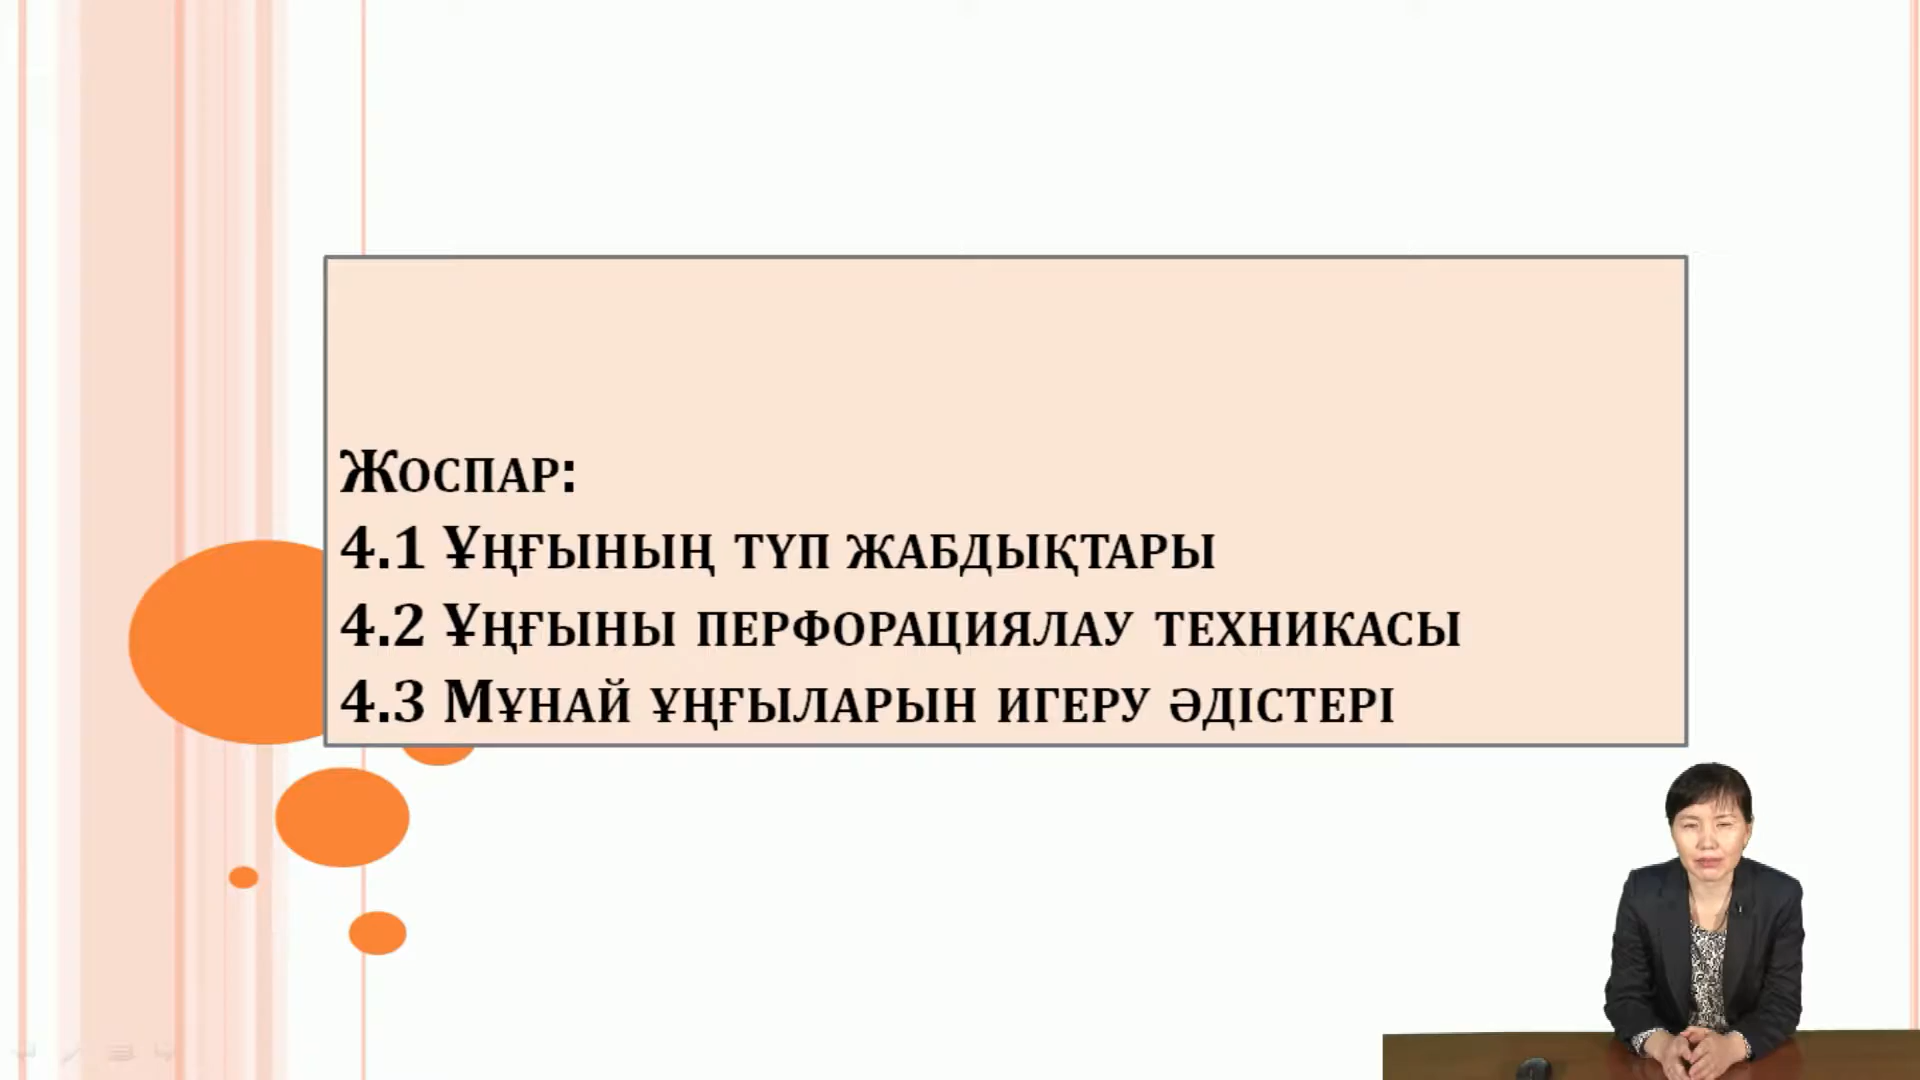 Жоспар:
4.1 Ұңғының түп жабдықтары
4.2 Ұңғыны перфорациялау техникасы
4.3 Мұнай ұңғыларын игеру әдістері